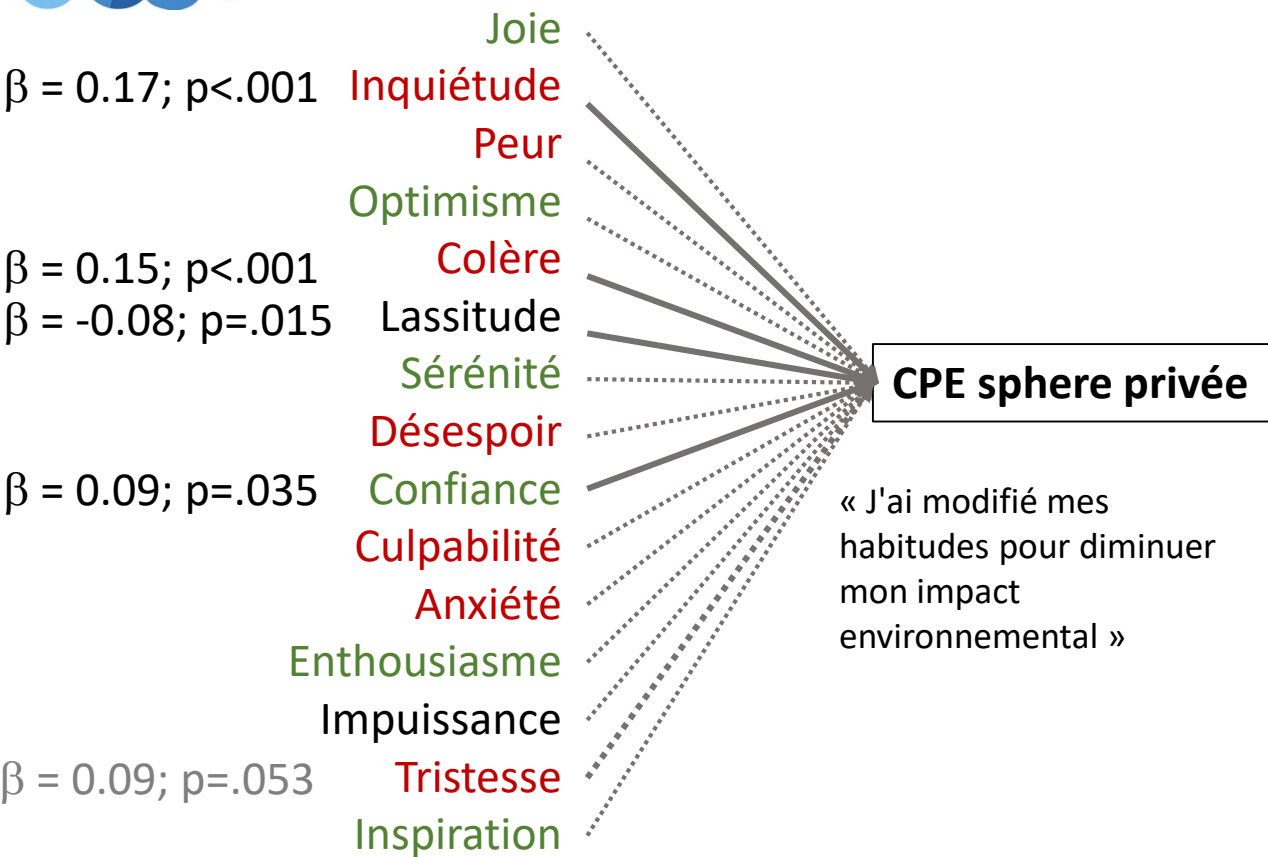 Joie
β = 0.17; p<.001 Inquiétude
Peur
Optimisme
β = 0.15; p<.001 Colère
β = -0.08; p=.015 Lassitude
Sérénité
Désespoir
β = 0.09; p=.035 Confiance
Culpabilité
Anxiété
Enthousiasme
Impuissance
β = 0.09; p=.053 Tristesse
Inspiration
CPE sphere privée
« J'ai modifié mes
habitudes pour diminuer
mon impact
environnemental »